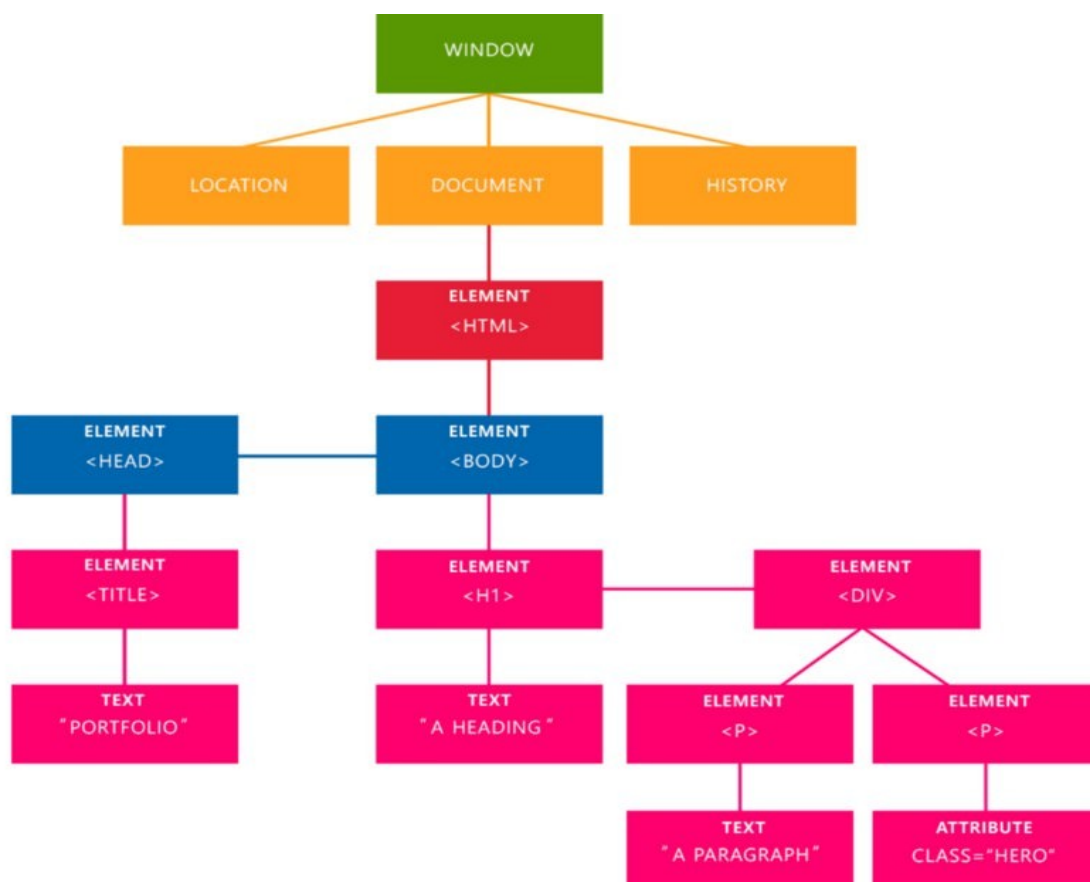 WINDOW
LOCATION
DOCUMENT
HISTORY
ELEMENT
<HTML>
ELEMENT
<HEAD>
ELEMENT
<BODY>
ELEMENT
<TITLE>
ELEMENT
<H1>
ELEMENT
<DIV>
TEXT
"PORTFOLIO"
TEXT
"A HEADING"
ELEMENT
<P>
ELEMENT
<P>
TEXT
"A PARAGRAPH"
ATTRIBUTE
CLASS="HERO"